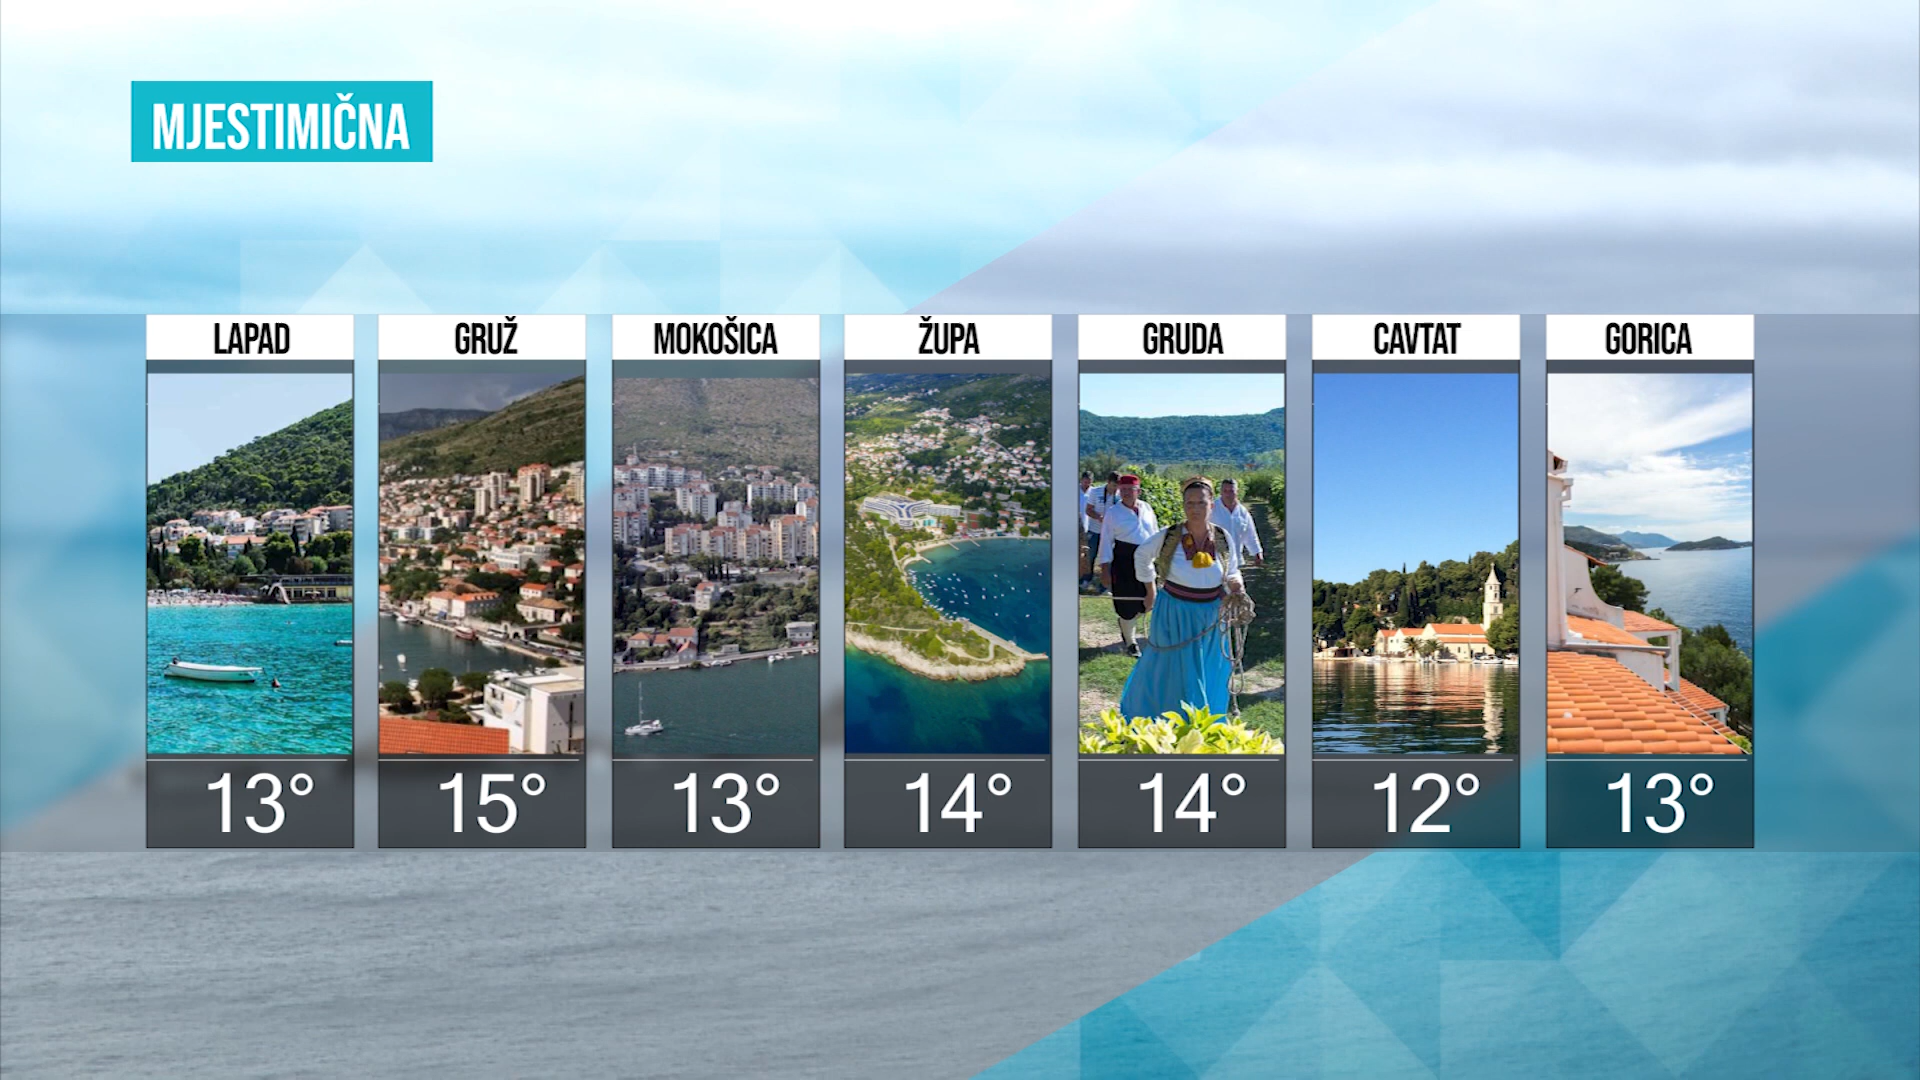 MJESTIMIČNA
LAPAD
GRUŽ
MOKOŠICA
ŽUPA
GRUDA
CAVTAT
GORICA
13°
15°
13°
14°
14°
12°
13°